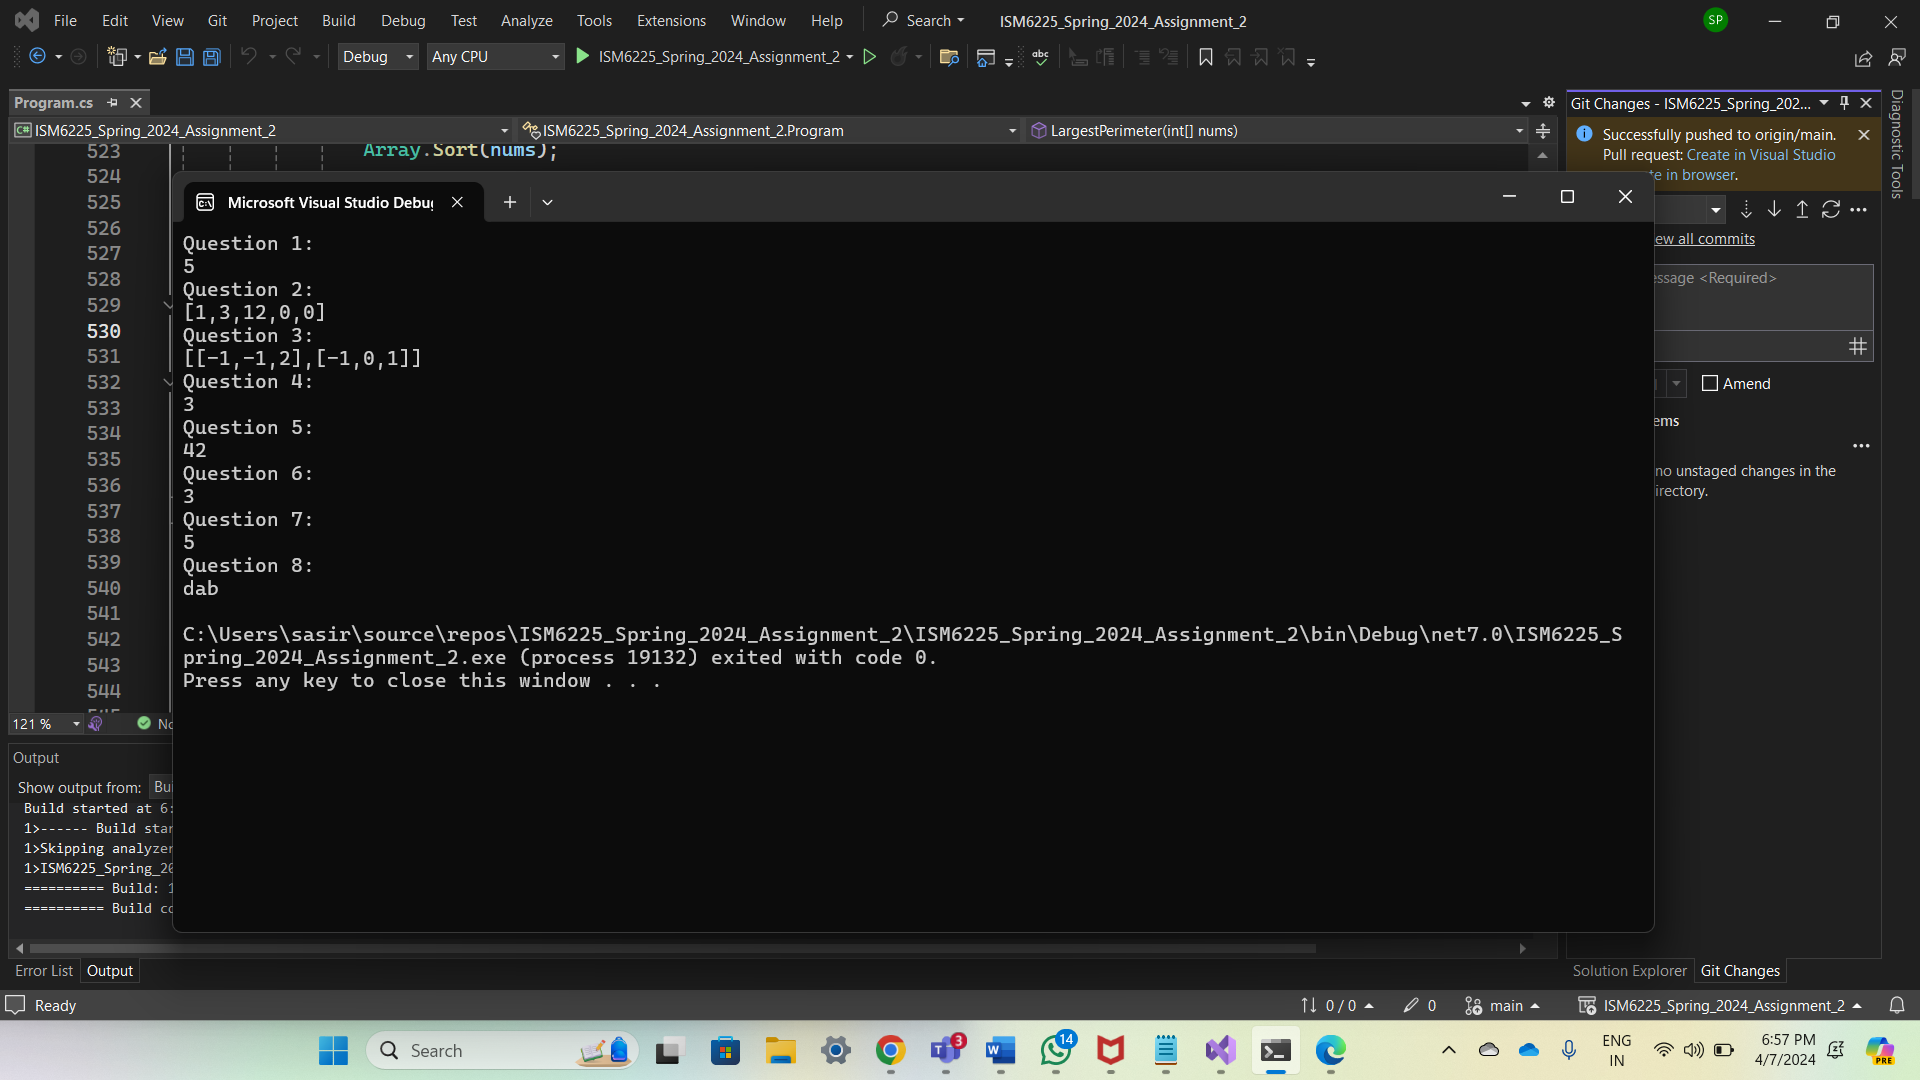 File Edit View Git Project Build Debug Test Analyze Tools Extensions Window Help Search ISM6225_Spring_2024_Assignment_2 SP
Debug Any CPU ISM6225_Spring_2024_Assignment_2 abc
Program.cs
C# ISM6225_Spring_2024_Assignment_2 ISM6225_Spring_2024_Assignment_2.Program LargestPerimeter(int[] nums)
523 Array.Sort(nums);
524
525
526
527
528
529
530
531
532
533
534
535
536
537
538
539
540
541
542
543
544
121 %
Microsoft Visual Studio Debug
Question 1:
5
Question 2:
[1,3,12,0,0]
Question 3:
[[-1,-1,2],[-1,0,1]]
Question 4:
3
Question 5:
42
Question 6:
3
Question 7:
5
Question 8:
dab
C:\Users\sasir\source\repos\ISM6225_Spring_2024_Assignment_2\ISM6225_Spring_2024_Assignment_2\bin\Debug\net7.0\ISM6225_S
pring_2024_Assignment_2.exe (process 19132) exited with code 0.
Press any key to close this window . . .
Git Changes - ISM6225_Spring_202...
Successfully pushed to origin/main.
Pull request: Create in Visual Studio
te in browser.
ew all commits
essage <Required>
Amend
ems
no unstaged changes in the
irectory.
Diagnostic Tools
Output
Show output from: Bu
Build started at 6:
1>------ Build star
1>Skipping analyzer
1>ISM6225_Spring_20
========== Build: 1
========== Build co
Error List Output
Solution Explorer Git Changes
Ready 0 / 0 0 main ISM6225_Spring_2024_Assignment_2
Search 3 14 ENG
IN
6:57 PM
4/7/2024
PRE